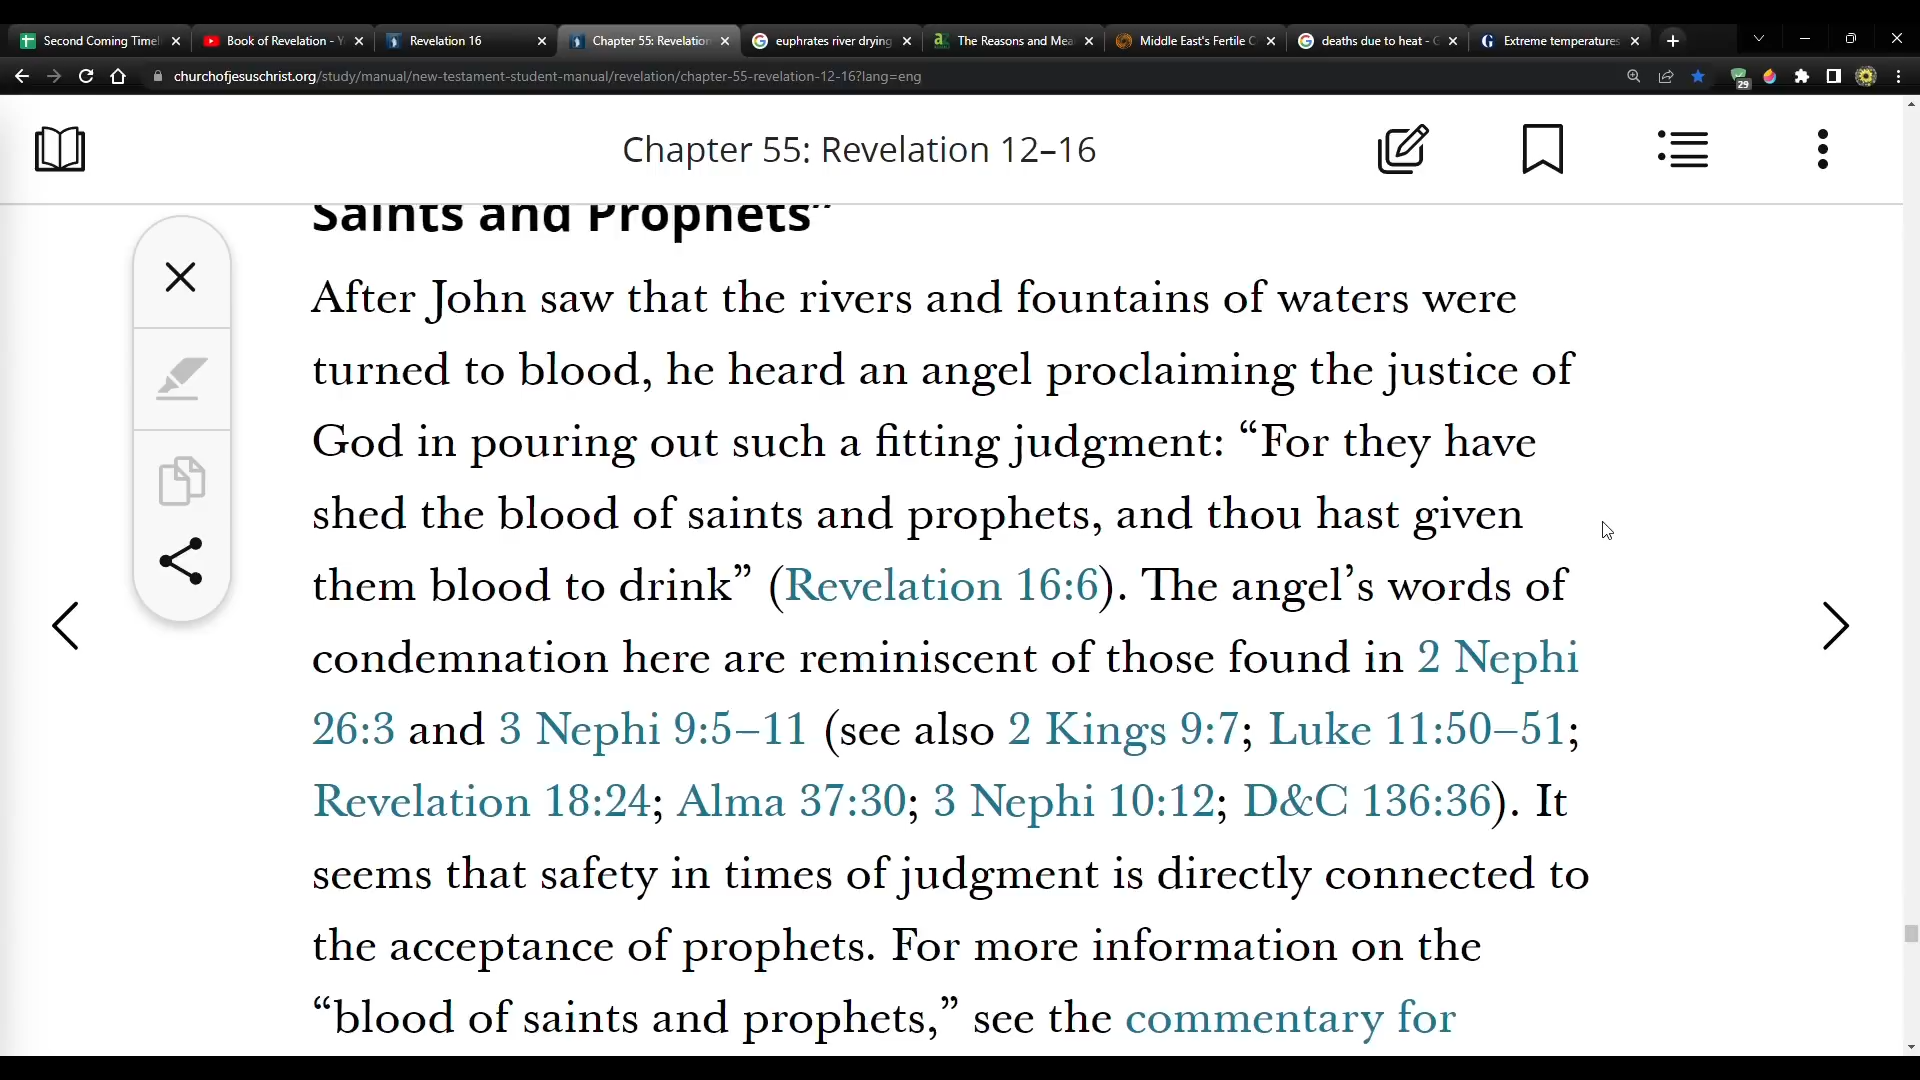 Second Coming Timel
Book of Revelation - Y
Revelation 16
Chapter 55: Revelation
euphrates river drying
The Reasons and Mea
Middle East's Fertile C
deaths due to heat - G
Extreme temperatures
churchofjesuschrist.org/study/manual/new-testament-student-manual/revelation/chapter-55-revelation-12-16?lang=eng
29
Chapter 55: Revelation 12–16
Saints and Prophets”
After John saw that the rivers and fountains of waters were
turned to blood, he heard an angel proclaiming the justice of
God in pouring out such a fitting judgment: “For they have
shed the blood of saints and prophets, and thou hast given
them blood to drink” (Revelation 16:6). The angel’s words of
condemnation here are reminiscent of those found in 2 Nephi
26:3 and 3 Nephi 9:5–11 (see also 2 Kings 9:7; Luke 11:50–51;
Revelation 18:24; Alma 37:30; 3 Nephi 10:12; D&C 136:36). It
seems that safety in times of judgment is directly connected to
the acceptance of prophets. For more information on the
“blood of saints and prophets,” see the commentary for